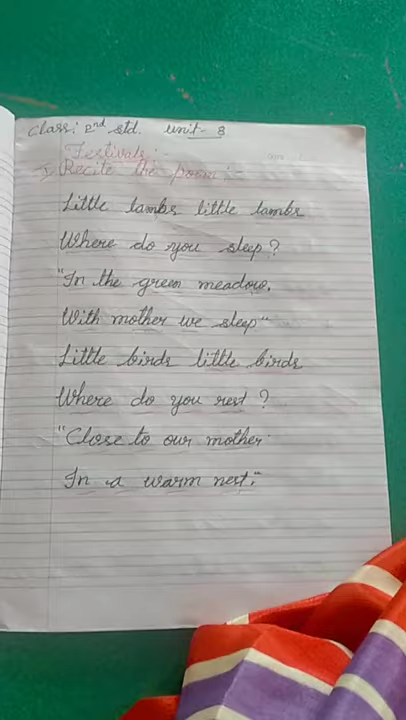 Class: 2nd std. unit - 8
Festivals:
I Recite the poem :-
Little lambs little lambs
Where do you sleep?
"In the green meadow,
With mother we sleep"
Little birds little birds
Where do you rest?
"Close to our mother
In a warm nest."